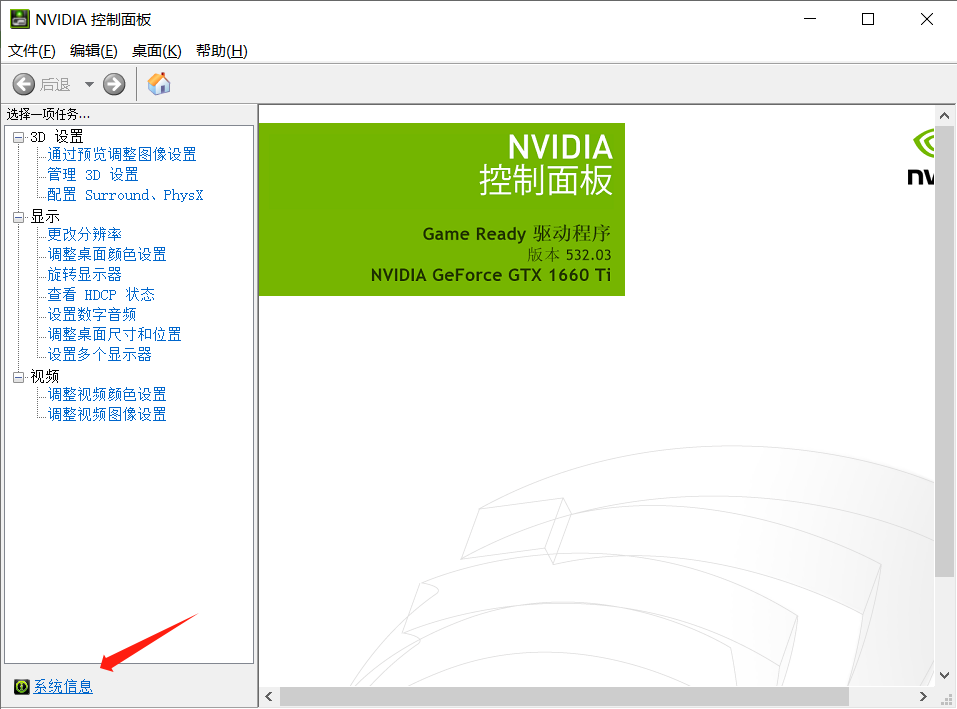 NVIDIA 控制面板
文件(F) 编辑(E) 桌面(K) 帮助(H)
后退
选择一项任务...
3D 设置
通过预览调整图像设置
管理 3D 设置
配置 Surround、PhysX
显示
更改分辨率
调整桌面颜色设置
旋转显示器
查看 HDCP 状态
设置数字音频
调整桌面尺寸和位置
设置多个显示器
视频
调整视频颜色设置
调整视频图像设置
系统信息
NVIDIA
控制面板
Game Ready 驱动程序
版本 532.03
NVIDIA GeForce GTX 1660 Ti
nv